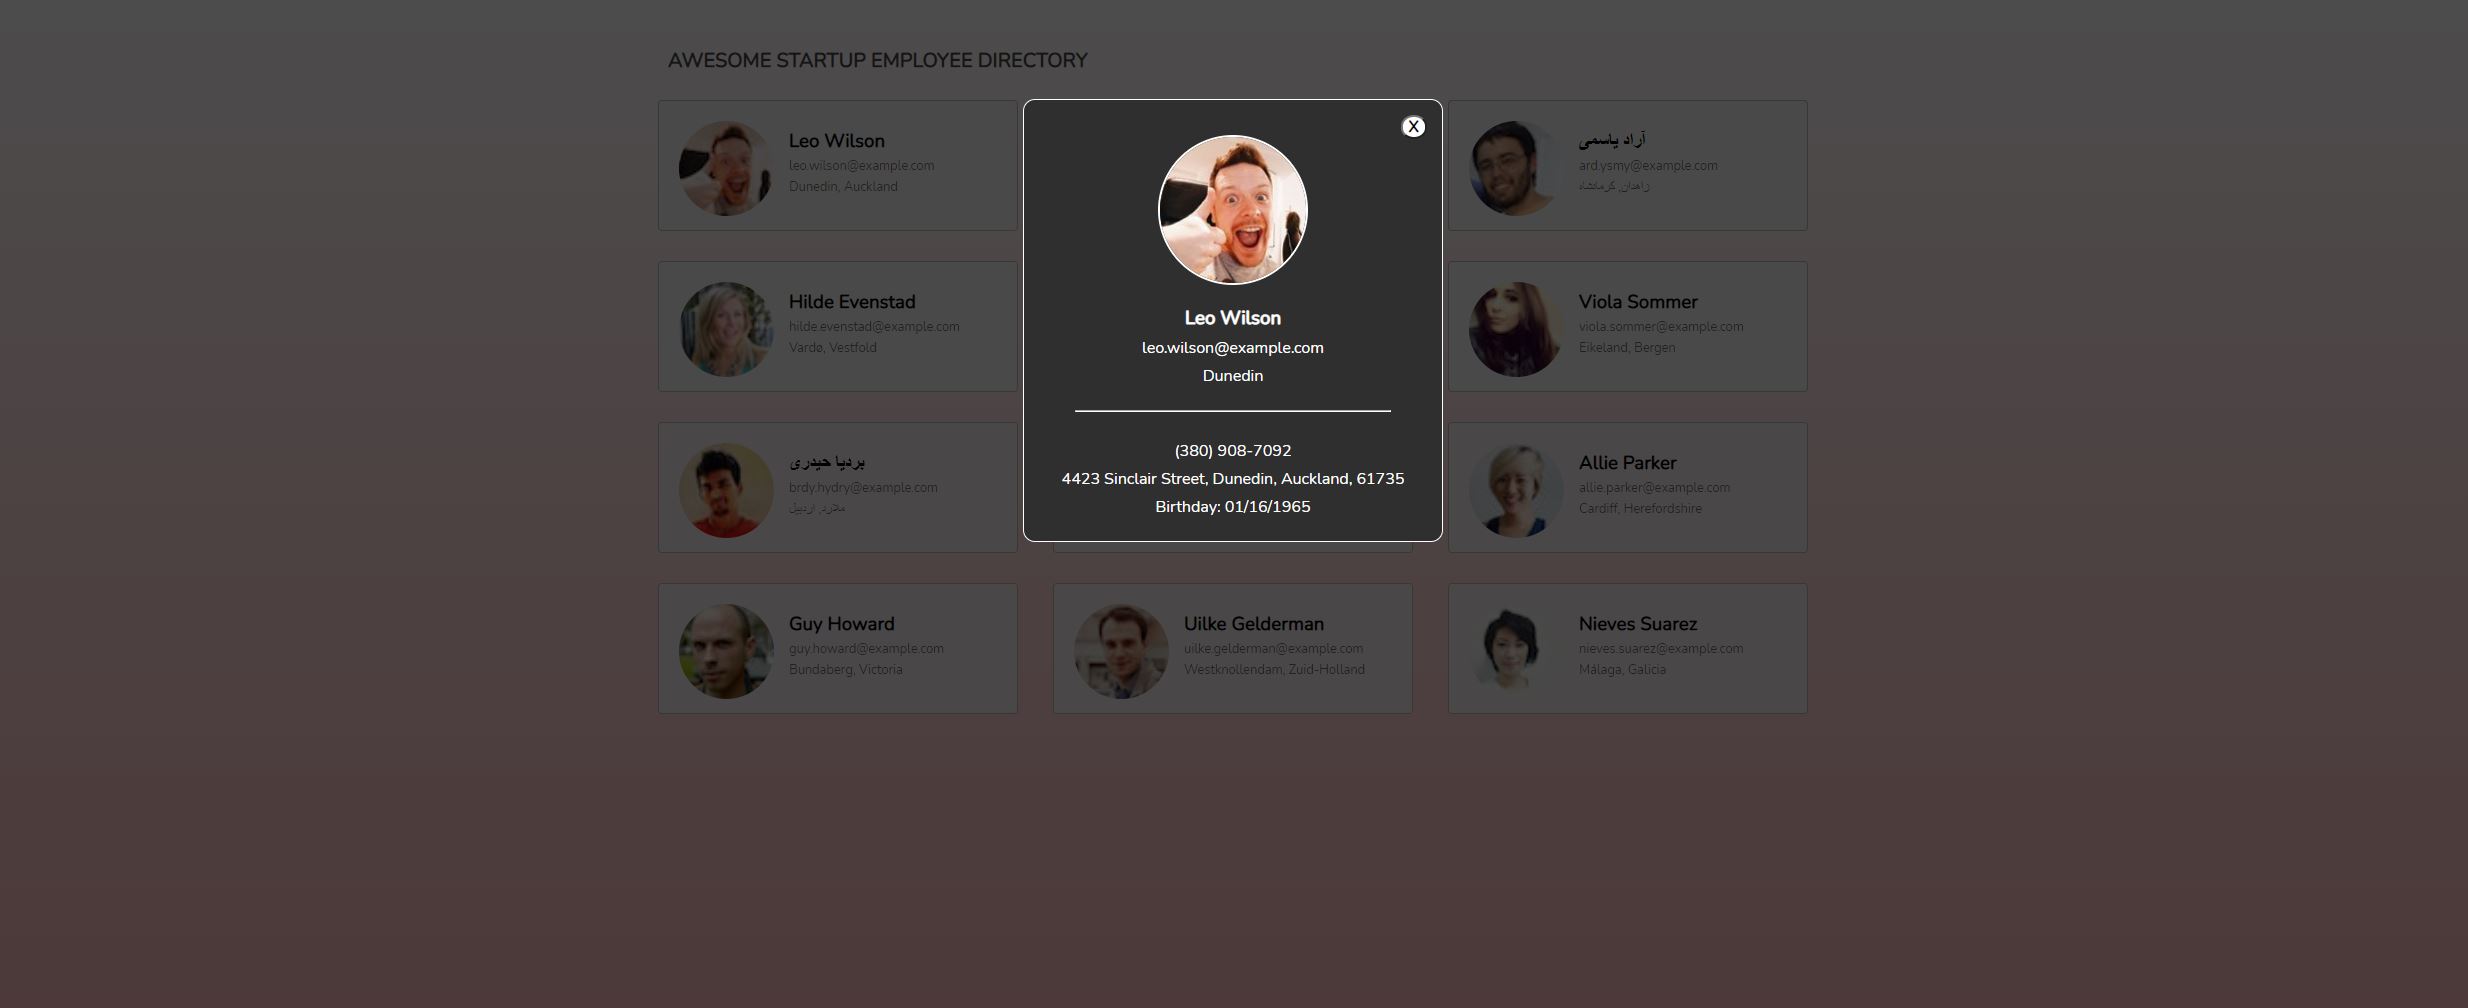 AWESOME STARTUP EMPLOYEE DIRECTORY
Leo Wilson
leo.wilson@example.com
Dunedin, Auckland
X
Leo Wilson
leo.wilson@example.com
Dunedin
(380) 908-7092
4423 Sinclair Street, Dunedin, Auckland, 61735
Birthday: 01/16/1965
آراد یاسمی
ard.ysmy@example.com
زاهدان, کرمانشاه
Hilde Evenstad
hilde.evenstad@example.com
Vardø, Vestfold
Viola Sommer
viola.sommer@example.com
Eikeland, Bergen
بردیا حیدری
brdy.hydry@example.com
ملارد, اردبیل
Allie Parker
allie.parker@example.com
Cardiff, Herefordshire
Guy Howard
guy.howard@example.com
Bundaberg, Victoria
Uilke Gelderman
uilke.gelderman@example.com
Westknollendam, Zuid-Holland
Nieves Suarez
nieves.suarez@example.com
Málaga, Galicia